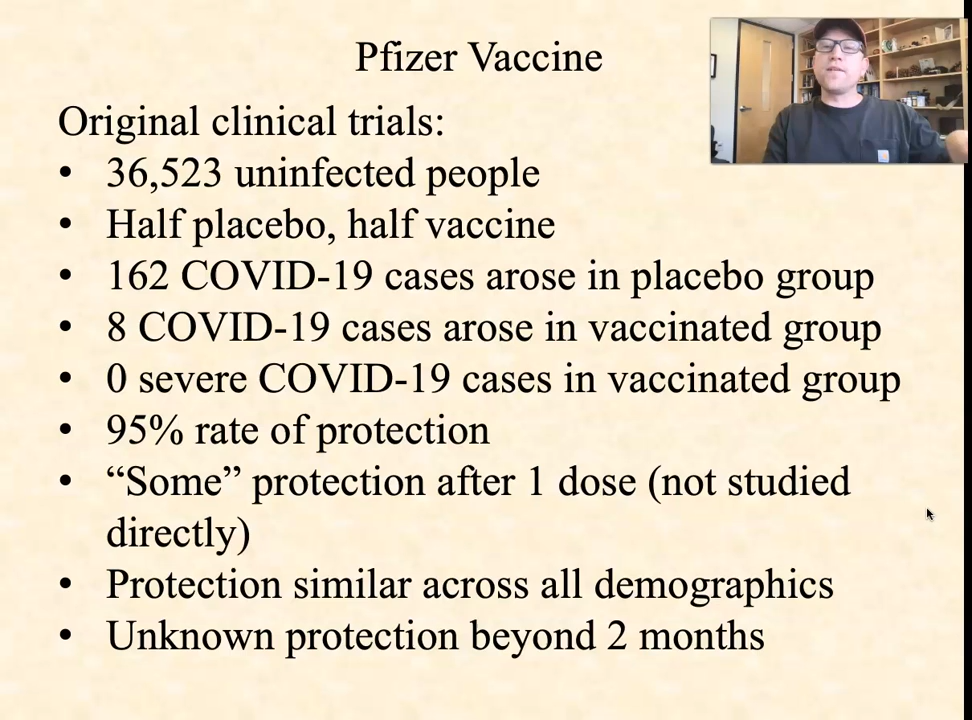 Pfizer Vaccine
Original clinical trials:
• 36,523 uninfected people
• Half placebo, half vaccine
• 162 COVID-19 cases arose in placebo group
• 8 COVID-19 cases arose in vaccinated group
• 0 severe COVID-19 cases in vaccinated group
• 95% rate of protection
• “Some” protection after 1 dose (not studied
directly)
• Protection similar across all demographics
• Unknown protection beyond 2 months